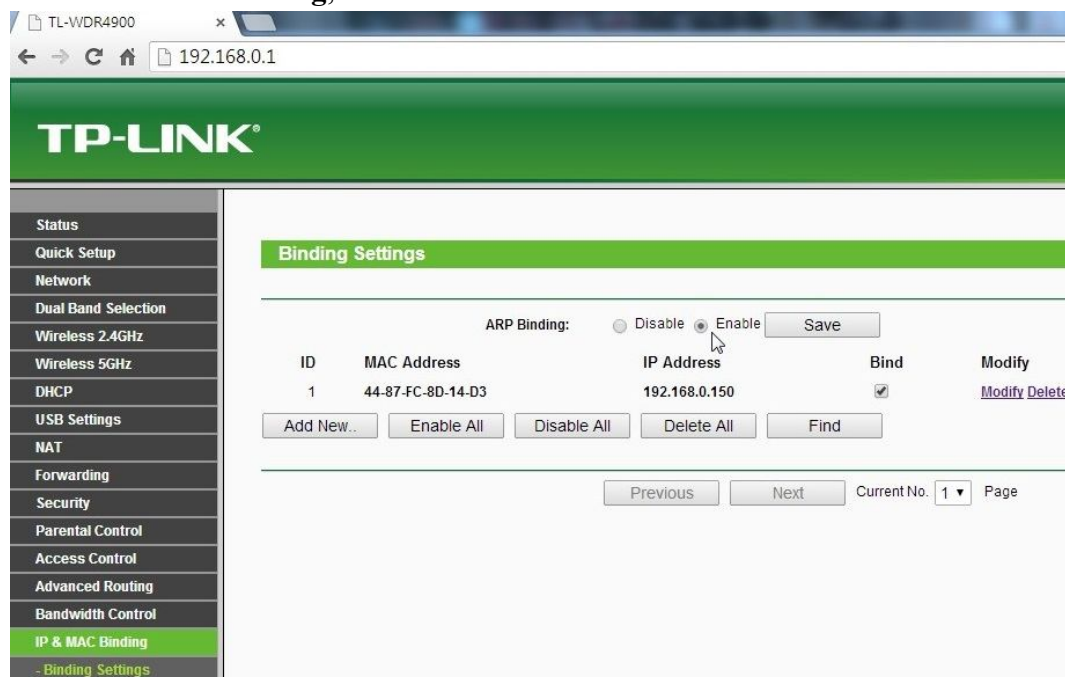 g,
TL-WDR4900 ×
192.168.0.1
TP-LINK®
Status
Quick Setup
Network
Dual Band Selection
Wireless 2.4GHz
Wireless 5GHz
DHCP
USB Settings
NAT
Forwarding
Security
Parental Control
Access Control
Advanced Routing
Bandwidth Control
IP & MAC Binding
- Binding Settings
Binding Settings
ARP Binding: Disable Enable Save
ID MAC Address IP Address Bind Modify
1 44-87-FC-8D-14-D3 192.168.0.150 Modify Delete
Add New.. Enable All Disable All Delete All Find
Previous Next Current No. 1 Page